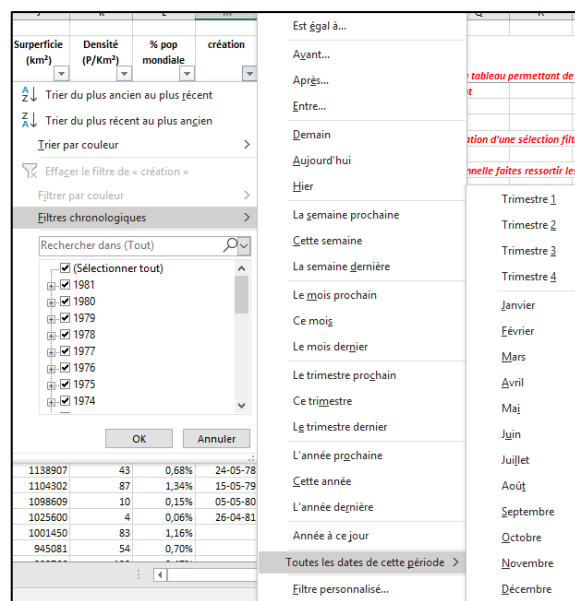 Q
Surperficie (km²)
Densité (P/Km²)
% pop mondiale
création
Trier du plus ancien au plus récent
Trier du plus récent au plus ancien
Trier par couleur
Effacer le filtre de « création »
Filtrer par couleur
Filtres chronologiques
Rechercher dans (Tout)
(Sélectionner tout)
1981
1980
1979
1978
1977
1976
1975
1974
OK
Annuler
1138907 43 0,68% 24-05-78
1104302 87 1,34% 15-05-79
1098609 10 0,15% 05-05-80
1025600 4 0,06% 26-04-81
1001450 83 1,16%
945081 54 0,70%
Est égal à...
Avant...
Après...
Entre...
Demain
Aujourd'hui
Hier
La semaine prochaine
Cette semaine
La semaine dernière
Le mois prochain
Ce mois
Le mois dernier
Le trimestre prochain
Ce trimestre
Le trimestre dernier
L'année prochaine
Cette année
L'année dernière
Année à ce jour
Toutes les dates de cette période
Filtre personnalisé...
tableau permettant de
ation d'une sélection filt
nnelle faites ressortir les
Trimestre 1
Trimestre 2
Trimestre 3
Trimestre 4
Janvier
Février
Mars
Avril
Mai
Juin
Juillet
Août
Septembre
Octobre
Novembre
Décembre